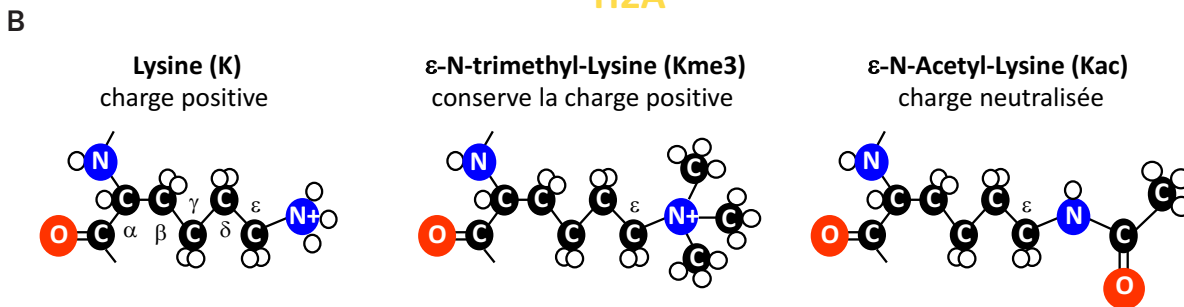 H2A
B
Lysine (K)
charge positive
ε-N-trimethyl-Lysine (Kme3)
conserve la charge positive
ε-N-Acetyl-Lysine (Kac)
charge neutralisée
N
C
C
C
C
C
C
O
N+
α
β
γ
δ
ε
N
C
C
C
C
C
C
O
N+
C
C
C
ε
N
C
C
C
C
C
C
O
N
C
C
O
ε